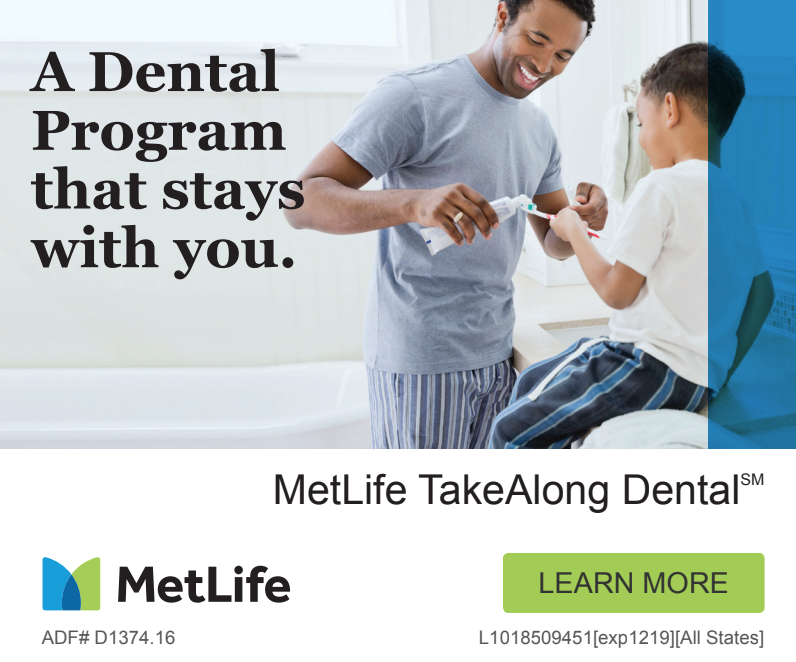 A Dental
Program
that stays
with you.
MetLife TakeAlong Dental℠
MetLife
LEARN MORE
ADF# D1374.16
L1018509451[exp1219][All States]